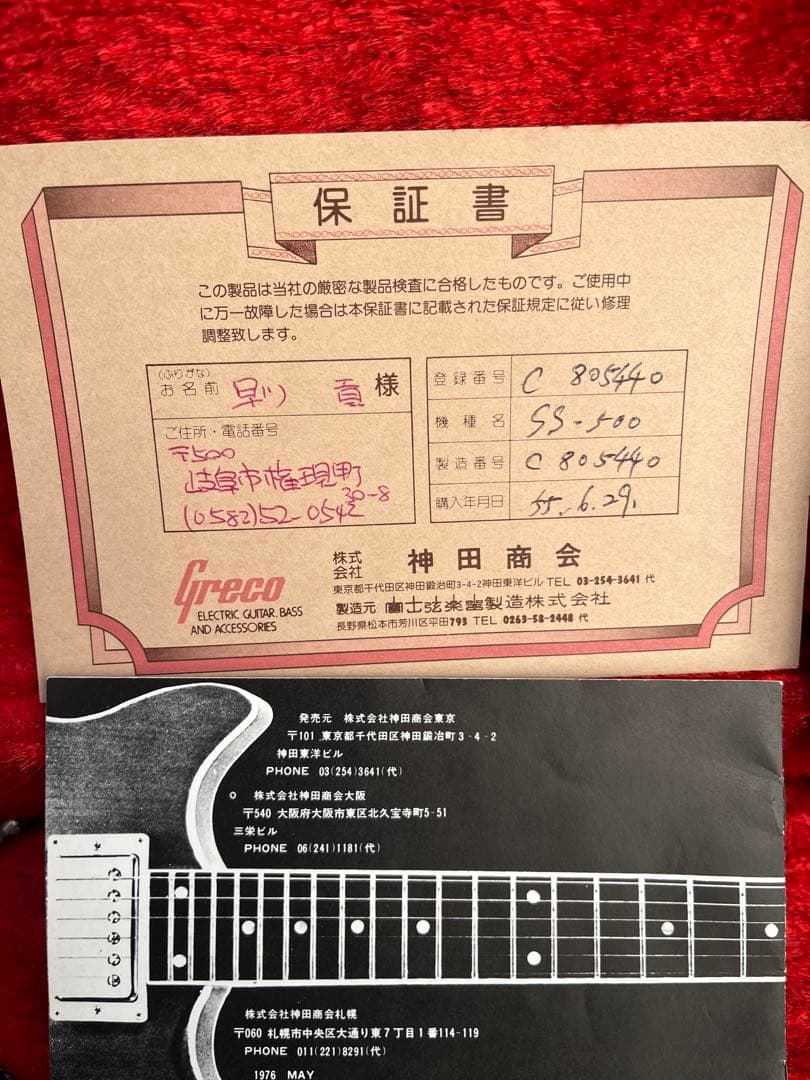 保証書
この製品は当社の厳密な製品検査に合格したものです。ご使用中
に万一故障した場合は本保証書に記載された保証規定に従い修理
調整致します。
(ふりがな)
お名前 様
ご住所・電話番号
〒500
岐阜市権現町
30-8
(0582)52-0542
登録番号 C 805440
機種名 SS-500
製造番号 C 805440
購入年月日 55.6.29.
Greco
ELECTRIC GUITAR. BASS
AND ACCESSORIES
株式会社 神田商会
東京都千代田区神田鍛治町3-4-2神田東洋ビル TEL 03-254-3641 代
製造元 富士弦楽器製造株式会社
長野県松本市芳川区平田793 TEL 0263-58-2448 代
発売元 株式会社神田商会東京
〒101 東京都千代田区神田鍛冶町3-4-2
神田東洋ビル
PHONE 03(254)3641(代)
株式会社神田商会大阪
〒540 大阪府大阪市東区北久宝寺町5-51
三栄ビル
PHONE 06(241)1181(代)
株式会社神田商会札幌
〒060 札幌市中央区大通り東7丁目1番114-119
PHONE 011(221)8291(代)
1976 MAY